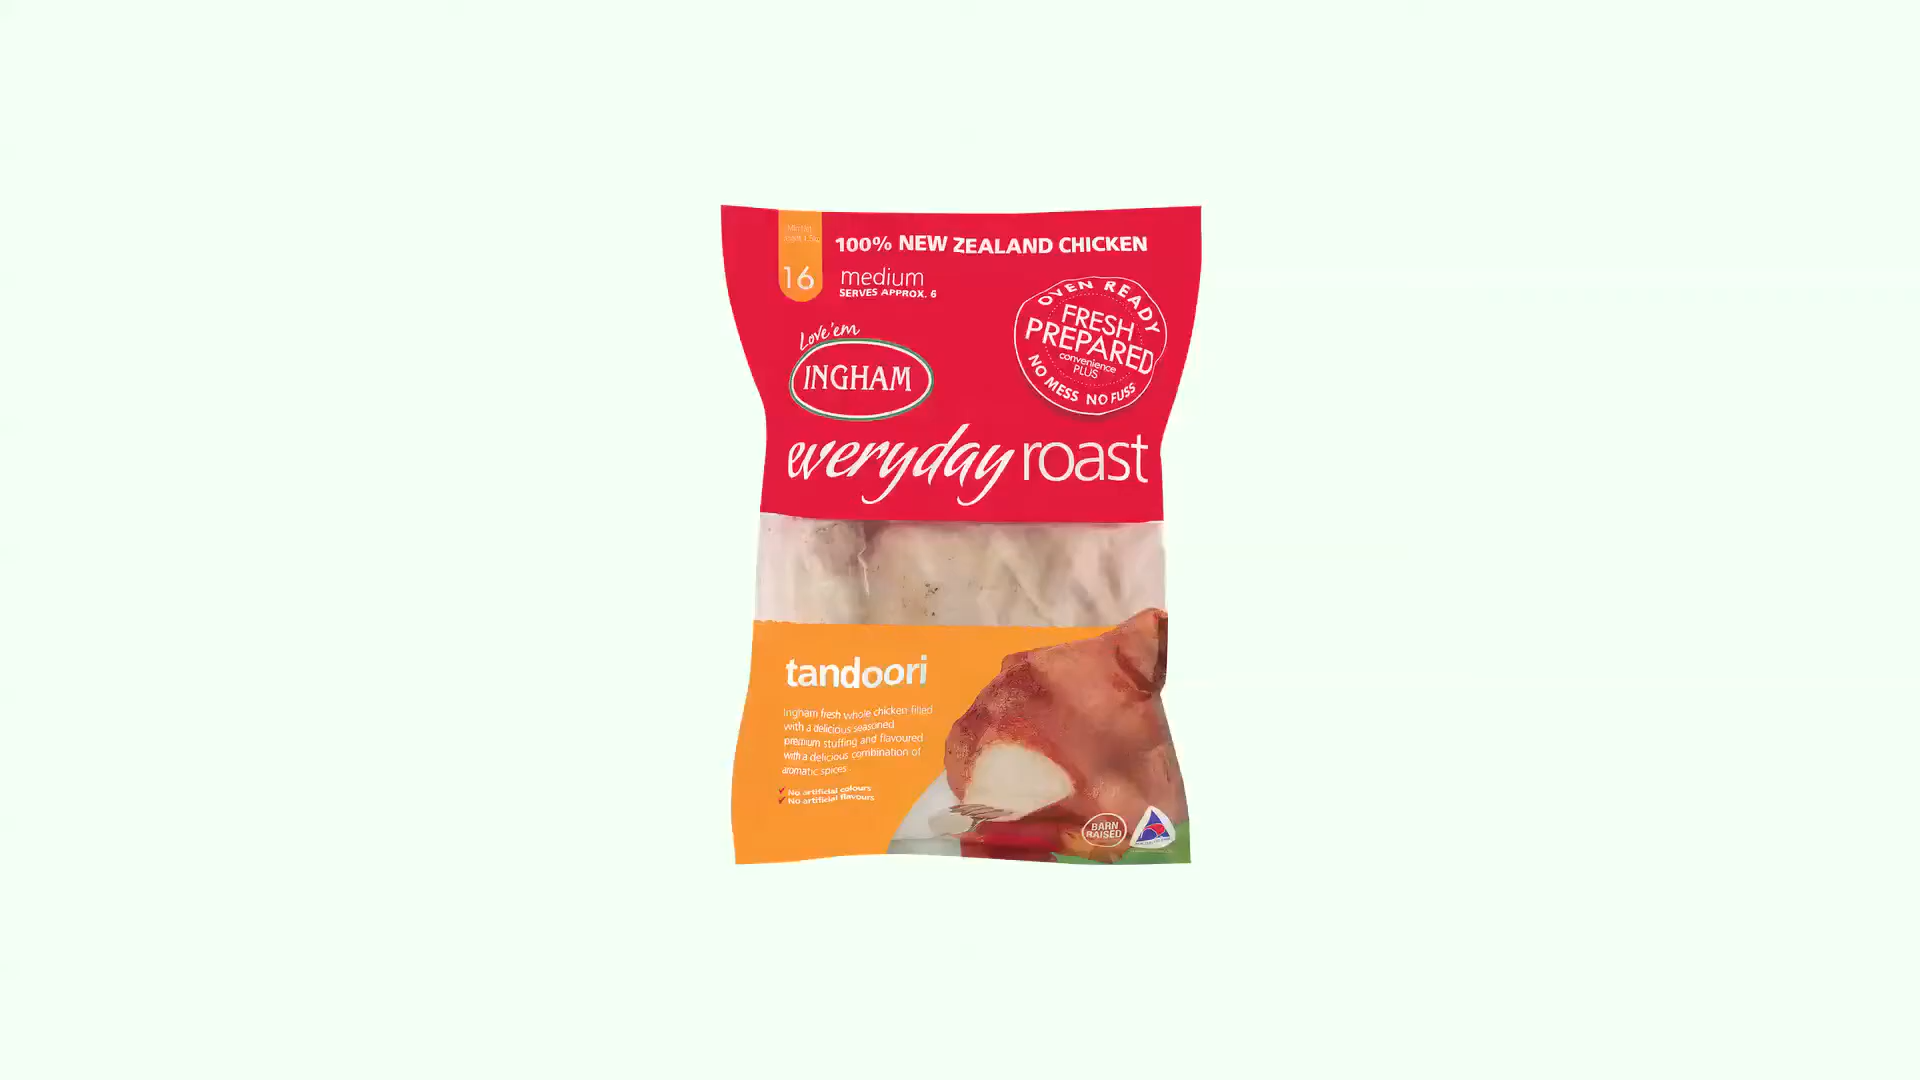 100% NEW ZEALAND CHICKEN
16
medium
SERVES APPROX. 6
Love 'em
INGHAM
OVEN READY
FRESH
PREPARED
convenience
PLUS
NO MESS NO FUSS
everyday roast
tandoori
Ingham fresh whole chicken filled
with a delicious seasoned
premium stuffing and flavoured
with a delicious combination of
aromatic spices.
No artificial colours
No artificial flavours
BARN
RAISED